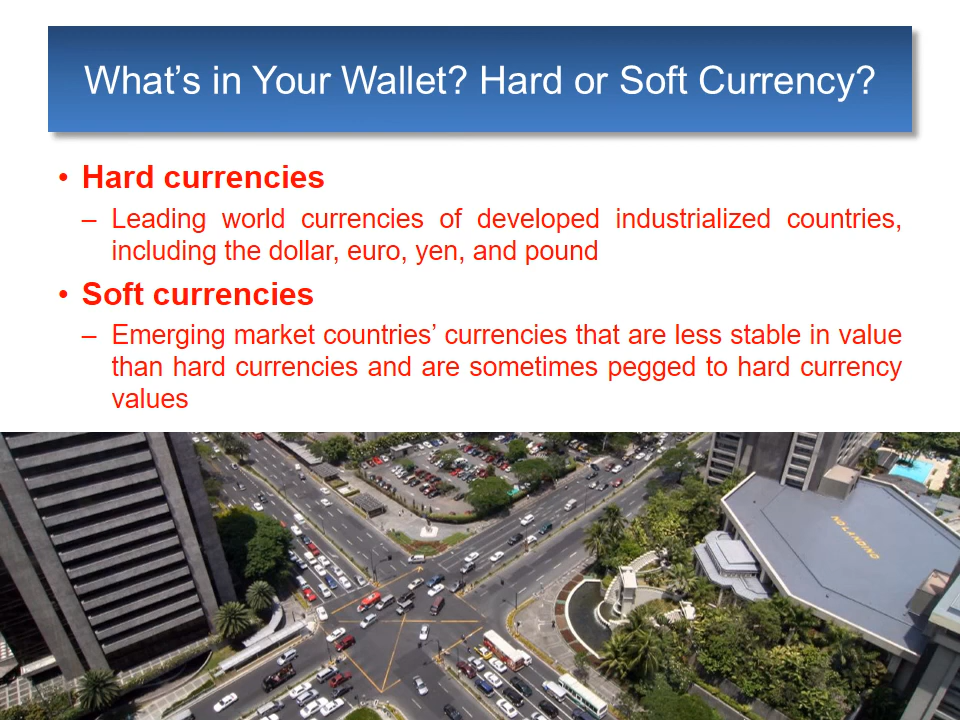 What’s in Your Wallet? Hard or Soft Currency?
• Hard currencies
– Leading world currencies of developed industrialized countries,
including the dollar, euro, yen, and pound
• Soft currencies
– Emerging market countries’ currencies that are less stable in value
than hard currencies and are sometimes pegged to hard currency
values
NO LANDING